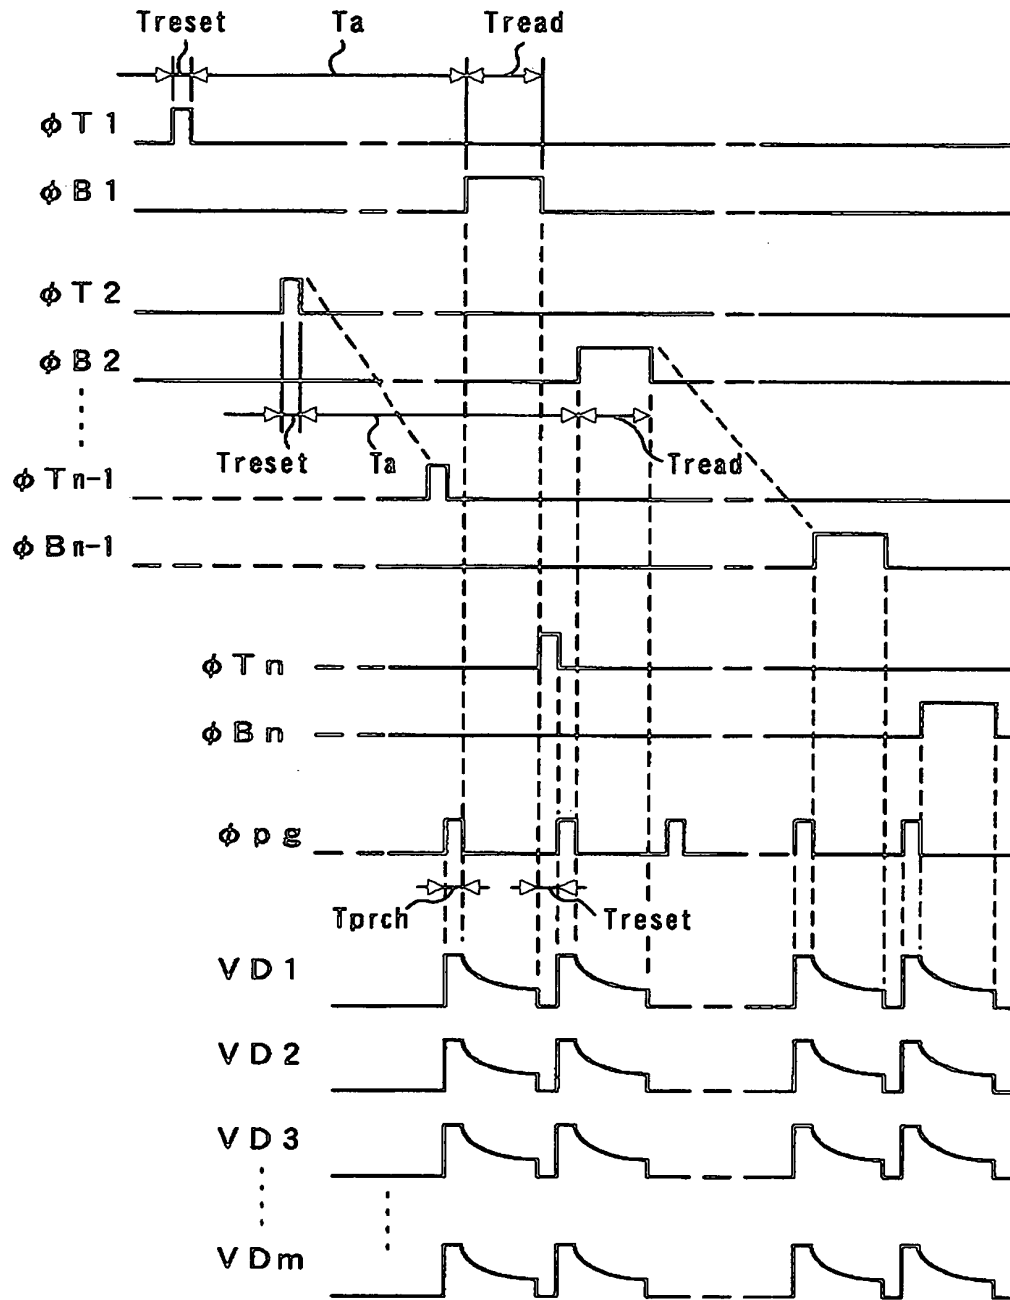 Treset Ta Tread
φT1
φB1
φT2
φB2
Treset Ta Tread
φTn-1
φBn-1
φTn
φBn
φpg
Tprch Treset
VD1
VD2
VD3
VDm